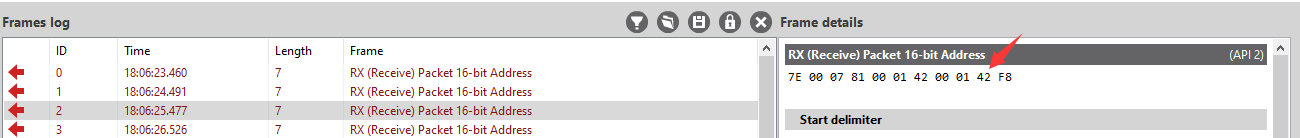 Frames log
ID Time Length Frame
0 18:06:23.460 7 RX (Receive) Packet 16-bit Address
1 18:06:24.491 7 RX (Receive) Packet 16-bit Address
2 18:06:25.477 7 RX (Receive) Packet 16-bit Address
3 18:06:26.526 7 RX (Receive) Packet 16-bit Address
Frame details
RX (Receive) Packet 16-bit Address (API 2)
7E 00 07 81 00 01 42 00 01 42 F8
Start delimiter